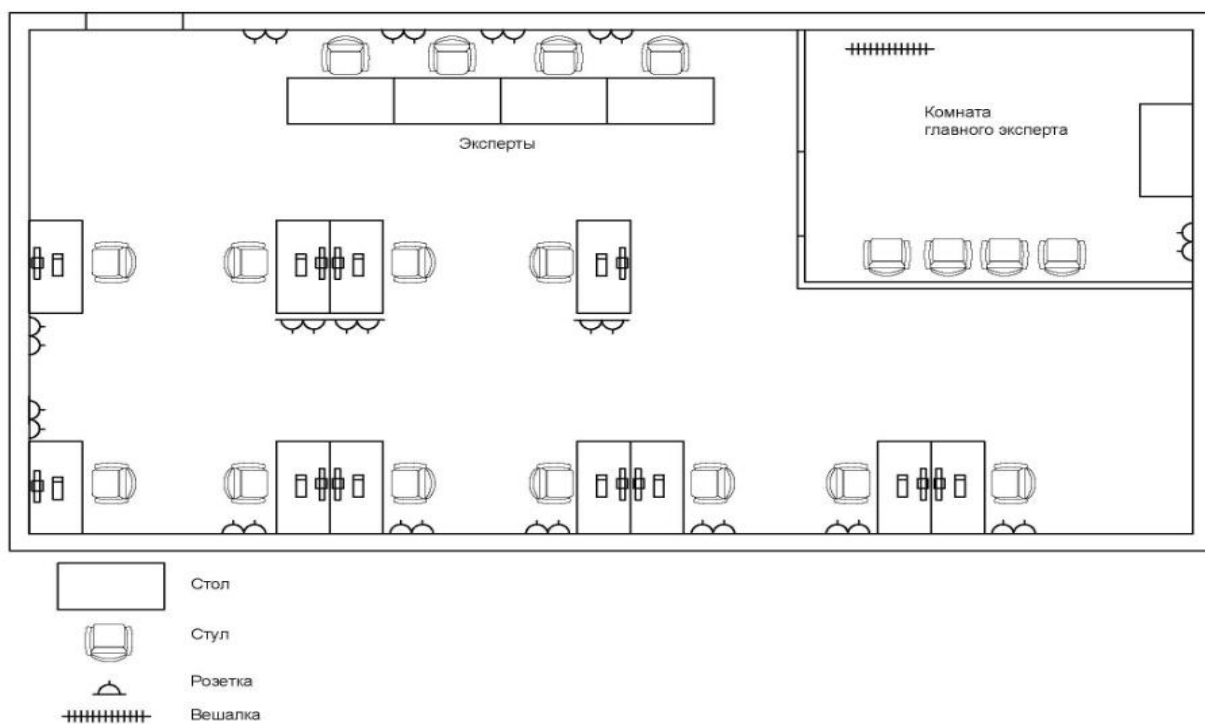 Комната
главного эксперта
Эксперты
Стол
Стул
Розетка
Вешалка